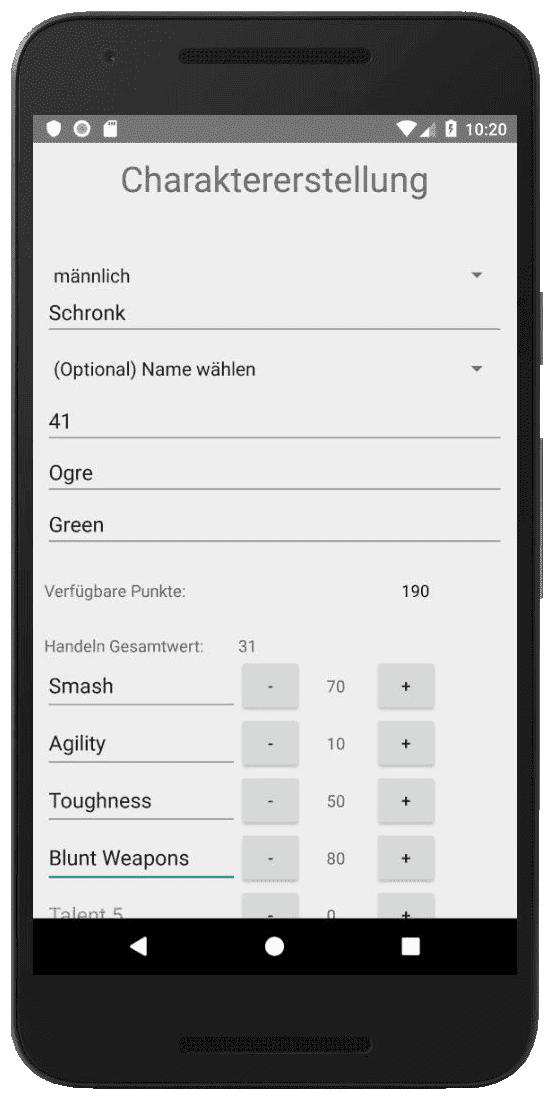 10:20
Charaktererstellung
männlich
Schronk
(Optional) Name wählen
41
Ogre
Green
Verfügbare Punkte: 190
Handeln Gesamtwert: 31
Smash - 70 +
Agility - 10 +
Toughness - 50 +
Blunt Weapons - 80 +
Talent 5 - 0 +